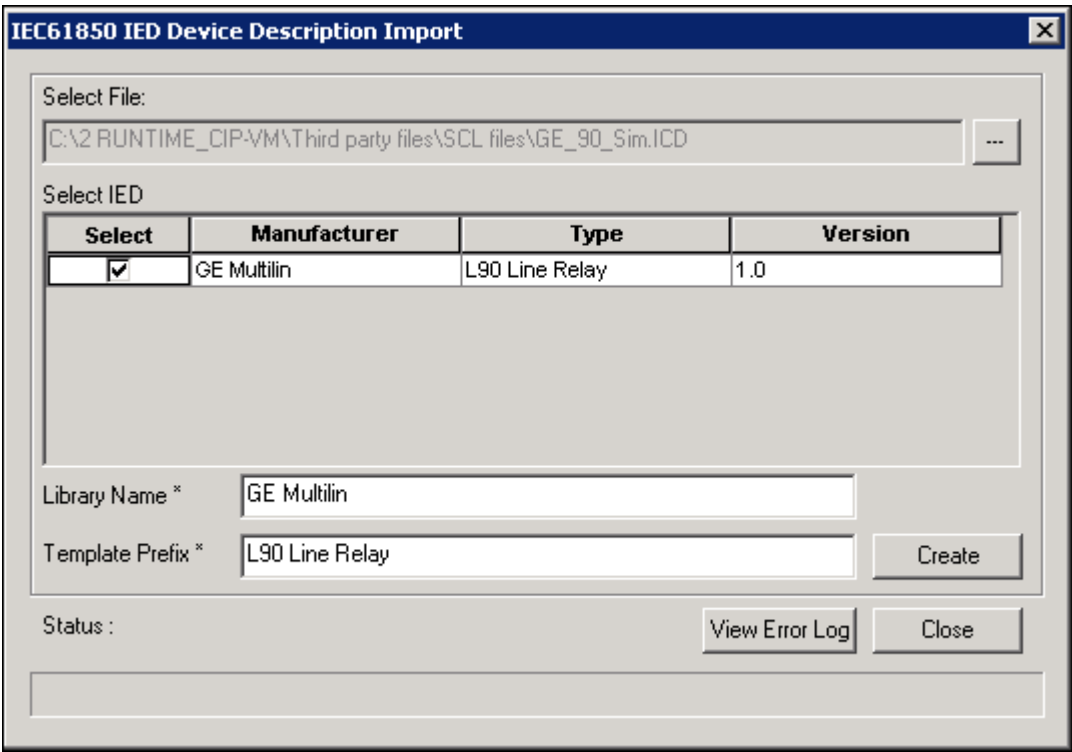 IEC61850 IED Device Description Import
Select File:
C:\2 RUNTIME_CIP-VM\Third party files\SCL files\GE_90_Sim.ICD
---
Select IED
Select Manufacturer Type Version
GE Multilin L90 Line Relay 1.0
Library Name * GE Multilin
Template Prefix * L90 Line Relay Create
Status : View Error Log Close